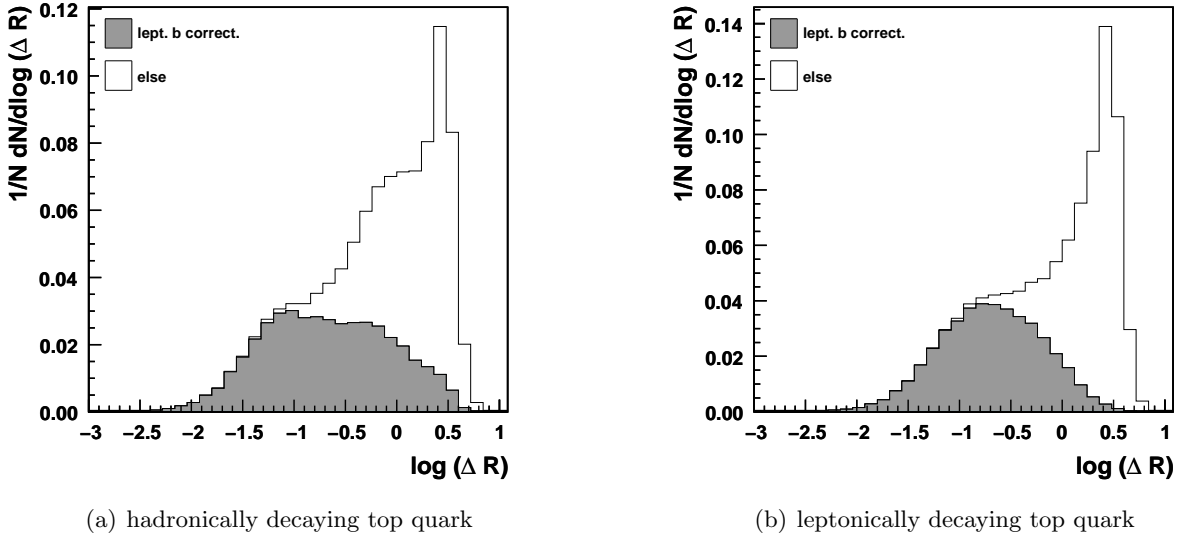 1/N dN/dlog (Δ R)
0.12
0.10
0.08
0.06
0.04
0.02
0.00
lept. b correct.
else
−3 −2.5 −2 −1.5 −1 −0.5 0 0.5 1
log (Δ R)
(a) hadronically decaying top quark
1/N dN/dlog (Δ R)
0.14
0.12
0.10
0.08
0.06
0.04
0.02
0.00
lept. b correct.
else
−3 −2.5 −2 −1.5 −1 −0.5 0 0.5 1
log (Δ R)
(b) leptonically decaying top quark